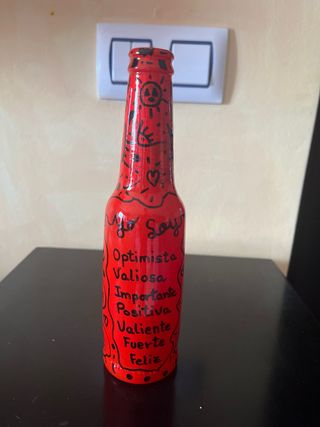 Yo Soy
Optimista
Valiosa
Importante
Positiva
Valiente
Fuerte
Feliz